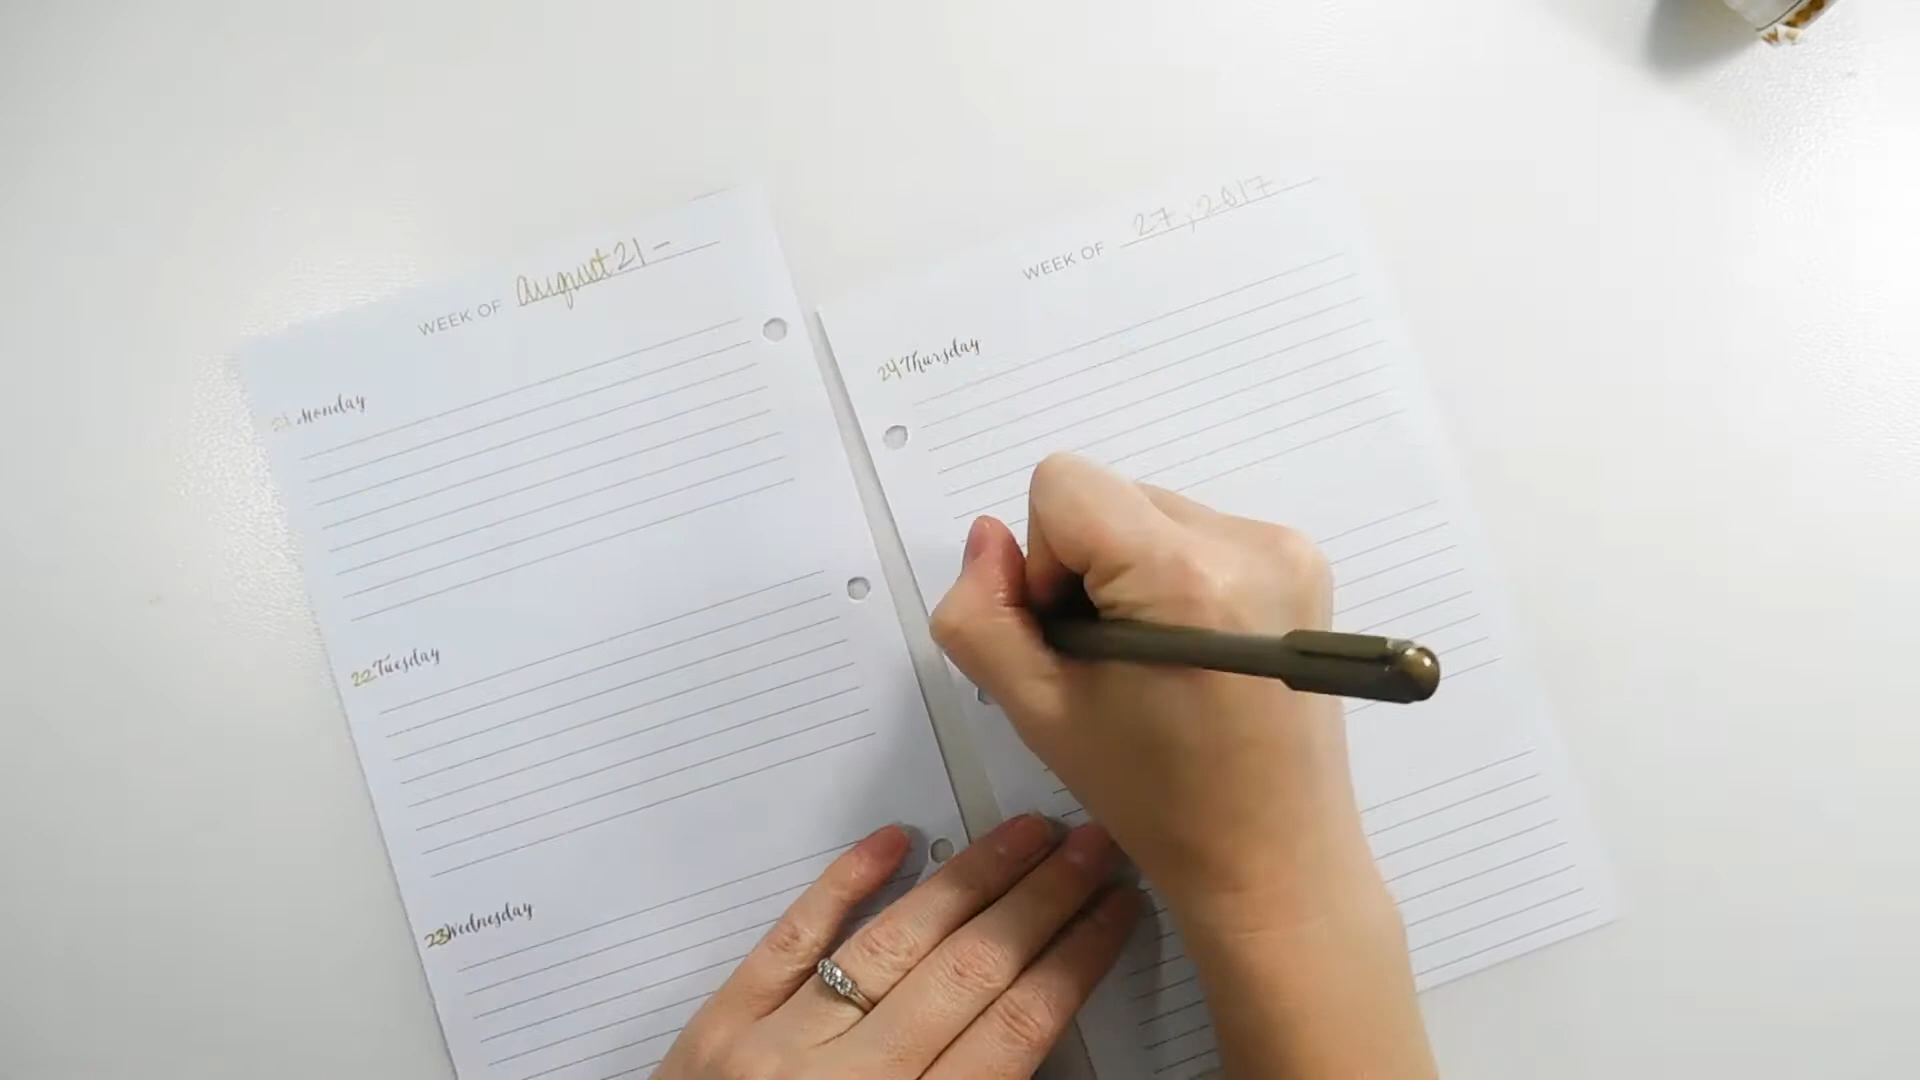 WEEK OF August 21 -
21 Monday
22 Tuesday
23 Wednesday
WEEK OF 27, 2017
24 Thursday